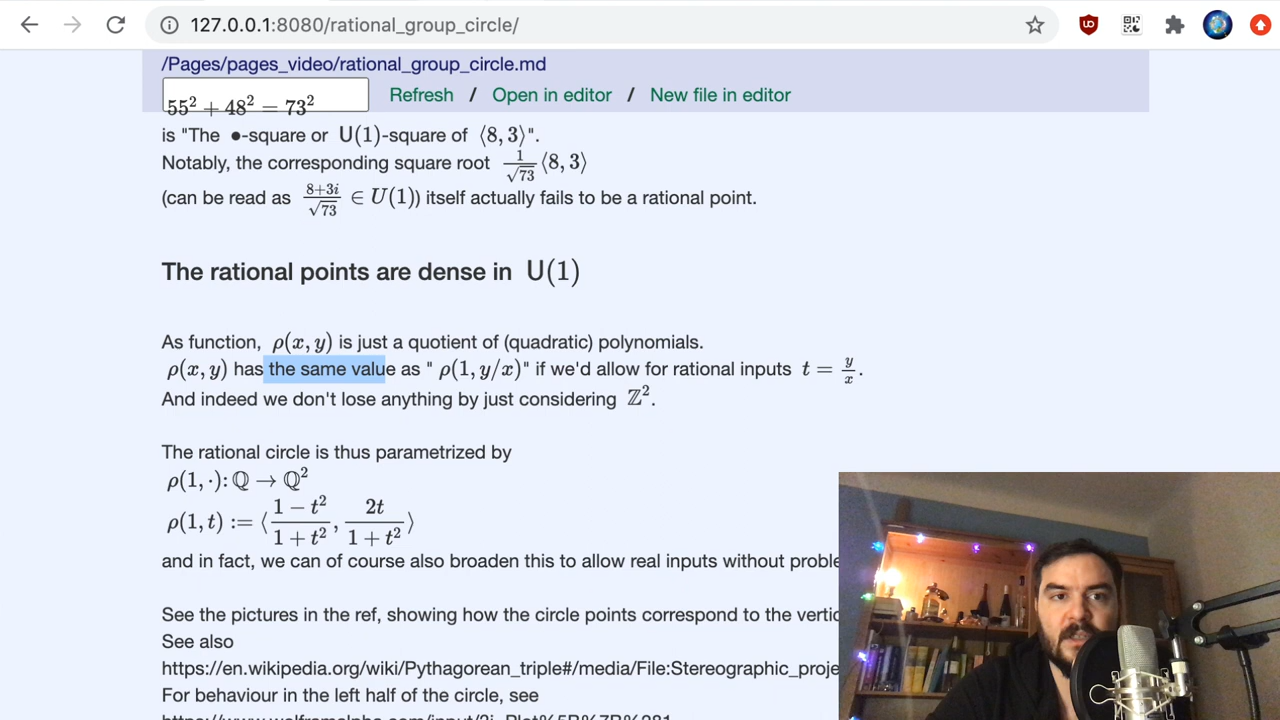 127.0.0.1:8080/rational_group_circle/
/Pages/pages_video/rational_group_circle.md
Refresh / Open in editor / New file in editor
55² + 48² = 73²
is "The ●-square or U(1)-square of ⟨8, 3⟩".
Notably, the corresponding square root 1/√73 ⟨8, 3⟩
(can be read as (8+3i)/√73 ∈ U(1)) itself actually fails to be a rational point.
The rational points are dense in U(1)
As function, ρ(x, y) is just a quotient of (quadratic) polynomials.
ρ(x, y) has the same value as " ρ(1, y/x)" if we'd allow for rational inputs t = y/x.
And indeed we don't lose anything by just considering ℤ².
The rational circle is thus parametrized by
ρ(1, ·): ℚ → ℚ²
ρ(1, t) := ⟨(1 − t²)/(1 + t²), 2t/(1 + t²)⟩
and in fact, we can of course also broaden this to allow real inputs without proble
See the pictures in the ref, showing how the circle points correspond to the vertic
See also
https://en.wikipedia.org/wiki/Pythagorean_triple#/media/File:Stereographic_proje
For behaviour in the left half of the circle, see